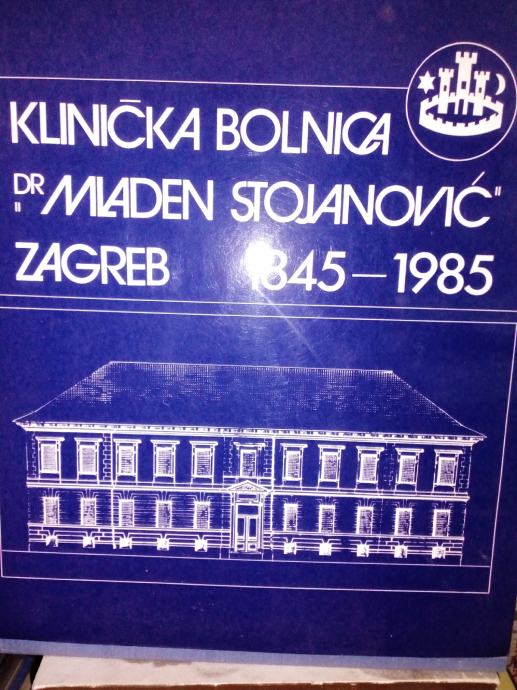 KLINIČKA BOLNICA
DR "MLADEN STOJANOVIĆ"
ZAGREB 1845–1985